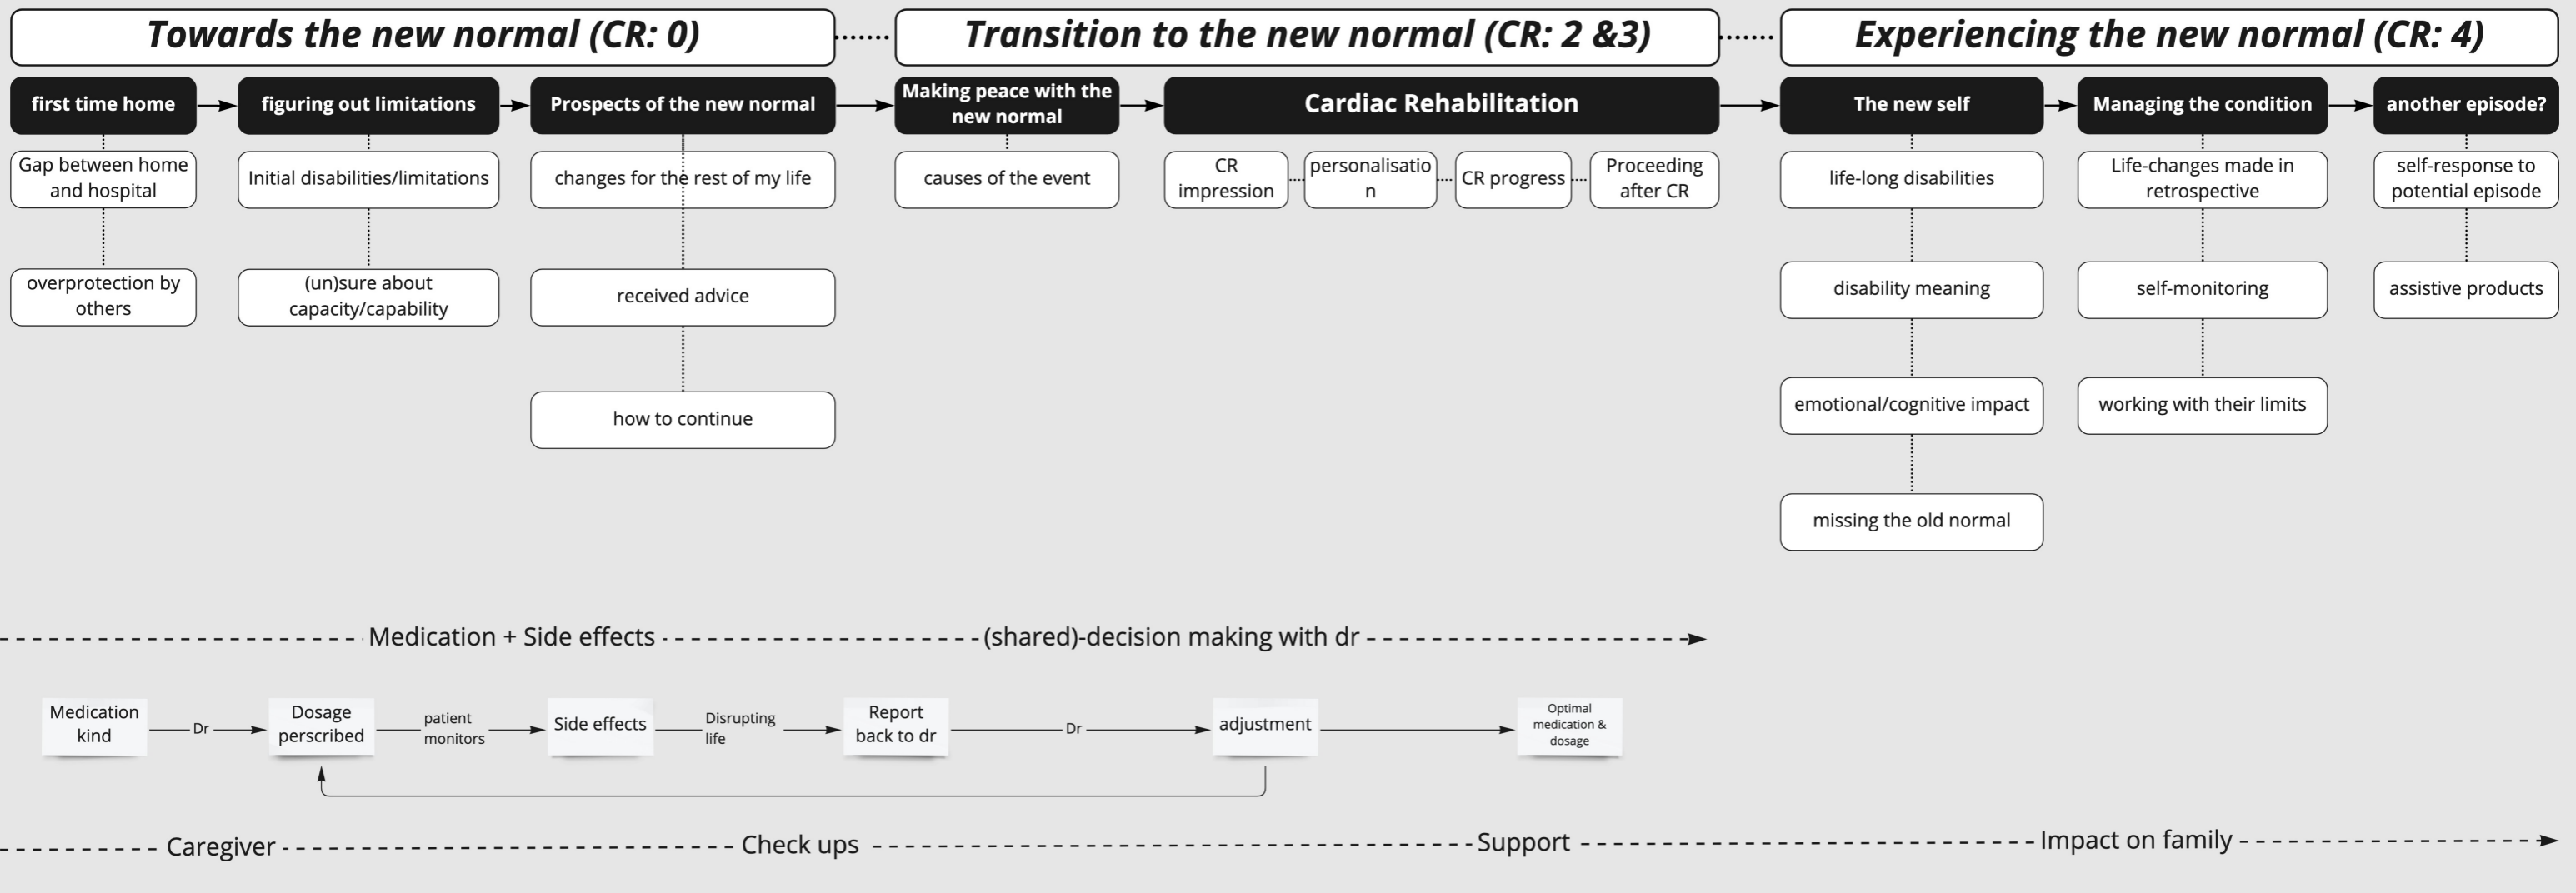 Towards the new normal (CR: 0)
Transition to the new normal (CR: 2 &3)
Experiencing the new normal (CR: 4)
first time home
figuring out limitations
Prospects of the new normal
Making peace with the
new normal
Cardiac Rehabilitation
The new self
Managing the condition
another episode?
Gap between home
and hospital
Initial disabilities/limitations
changes for the rest of my life
causes of the event
CR
impression
personalisatio
n
CR progress
Proceeding
after CR
life-long disabilities
Life-changes made in
retrospective
self-response to
potential episode
overprotection by
others
(un)sure about
capacity/capability
received advice
disability meaning
self-monitoring
assistive products
how to continue
emotional/cognitive impact
working with their limits
missing the old normal
Medication + Side effects
(shared)-decision making with dr
Medication
kind
Dr
Dosage
perscribed
patient
monitors
Side effects
Disrupting
life
Report
back to dr
Dr
adjustment
Optimal
medication &
dosage
Caregiver
Check ups
Support
Impact on family